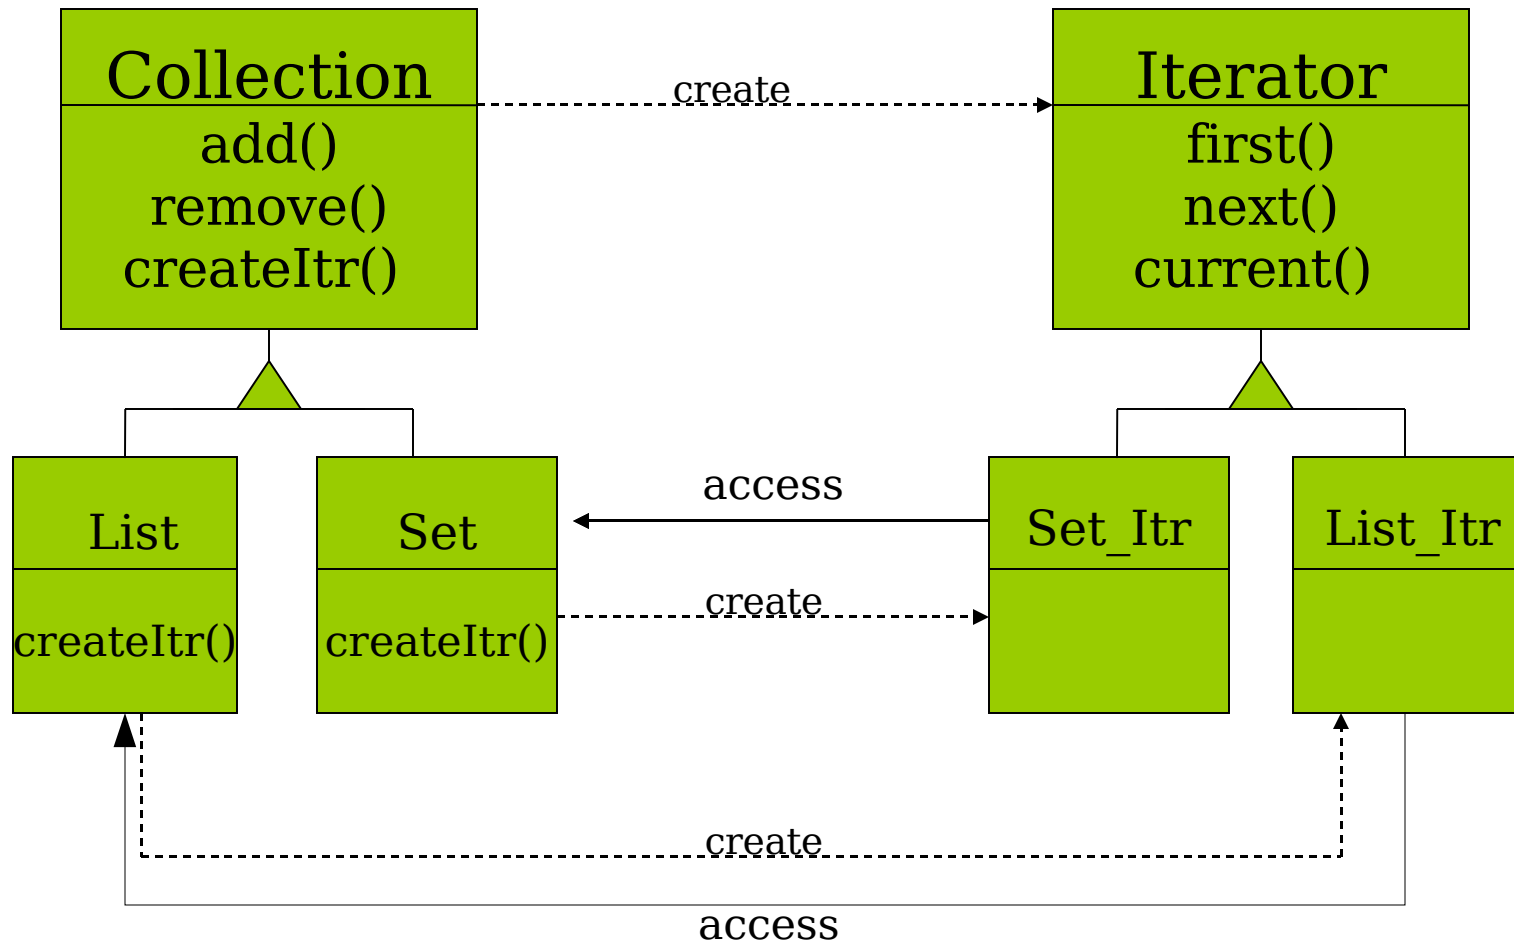 Collection
add()
remove()
createItr()
create
Iterator
first()
next()
current()
List
createItr()
Set
createItr()
access
create
Set_Itr
List_Itr
create
access